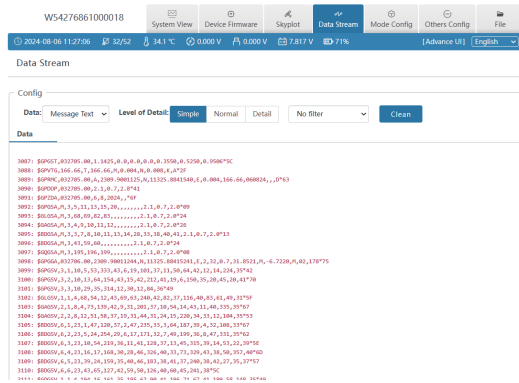 W54276861000018
System View
Device Firmware
Skyplot
Data Stream
Mode Config
Others Config
File
2024-08-06 11:27:06 32/52 34.1 ℃ 0.000 V 0.000 V 7.817 V 71% [Advance UI] English
Data Stream
Config
Data: Message Text Level of Detail: Simple Normal Detail No filter Clean
Data
3087: $GPGST,032705.00,1.1425,0.0,0.0,0.0,0.3550,0.5250,0.9506*5C
3088: $GPVTG,166.66,T,166.66,M,0.004,N,0.008,K,A*2F
3089: $GPRMC,032705.00,A,2309.9001125,N,11325.8841540,E,0.004,166.66,060824,,,D*63
3090: $GPDOP,032705.00,2.1,0.7,2.0*41
3091: $GPZDA,032705.00,6,8,2024,,*6F
3092: $GPGSA,M,3,5,11,13,15,20,,,,,,,,2.1,0.7,2.0*09
3093: $GLGSA,M,3,68,69,82,83,,,,,,,,,2.1,0.7,2.0*24
3094: $GAGSA,M,3,4,9,10,11,12,,,,,,,,2.1,0.7,2.0*26
3095: $BDGSA,M,3,3,7,8,10,11,13,14,28,33,38,40,41,2.1,0.7,2.0*13
3096: $BDGSA,M,3,43,59,60,,,,,,,,,,2.1,0.7,2.0*24
3097: $GQGSA,M,3,195,196,199,,,,,,,,,,2.1,0.7,2.0*08
3098: $GPGGA,032706.00,2309.9001244,N,11325.88415241,E,2,32,0.7,31.8521,M,-6.7220,M,02,178*75
3099: $GPGSV,3,1,10,5,53,333,43,6,19,101,37,11,50,64,42,12,14,224,35*42
3100: $GPGSV,3,2,10,13,64,154,43,15,42,212,41,19,6,150,35,20,45,20,41*70
3101: $GPGSV,3,3,10,29,35,314,12,30,12,84,36*49
3102: $GLGSV,1,1,4,68,54,12,43,69,63,240,42,82,37,116,40,83,61,49,31*5F
3103: $GAGSV,2,1,8,4,73,139,42,9,31,201,37,10,54,14,43,11,40,335,35*67
3104: $GAGSV,2,2,8,12,51,58,37,19,31,44,31,24,15,220,34,33,12,104,35*53
3105: $BDGSV,6,1,23,1,47,120,37,2,47,235,33,3,64,187,39,4,32,108,33*67
3106: $BDGSV,6,2,23,5,24,254,29,6,17,171,32,7,49,199,36,8,47,331,35*62
3107: $BDGSV,6,3,23,10,54,219,36,11,41,128,37,13,45,315,39,14,53,22,39*5E
3108: $BDGSV,6,4,23,16,17,168,30,28,46,326,40,33,73,329,43,38,50,357,40*6D
3109: $BDGSV,6,5,23,39,24,159,35,40,46,183,38,41,37,240,38,42,27,35,37*57
3110: $BDGSV,6,6,23,43,65,127,42,59,50,126,40,60,45,241,38*5C